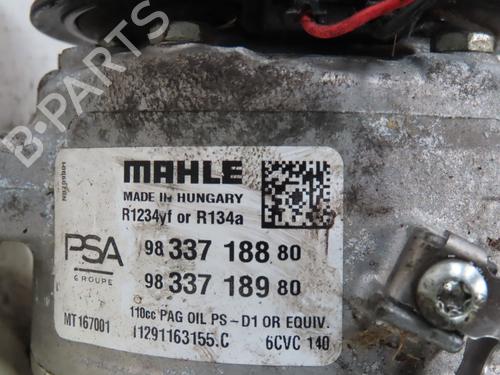 B-PARTS
MAHLE
MADE IN HUNGARY
R1234yf or R134a
PSA
GROUPE
98 337 188 80
98 337 189 80
MT167001
110cc PAG OIL PS-D1 OR EQUIV.
I1291163155.C 6CVC 140